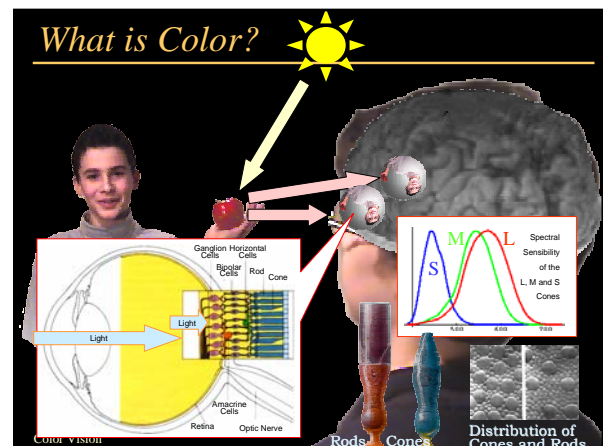 What is Color?
Ganglion Horizontal
Cells Cells
Bipolar Rod
Cells Cone
Light
Light
Amacrine
Cells
Retina
Optic Nerve
S
M
L
Spectral
Sensibility
of the
L, M and S
Cones
Rods
Cones
Distribution of
Cones and Rods
Color Vision